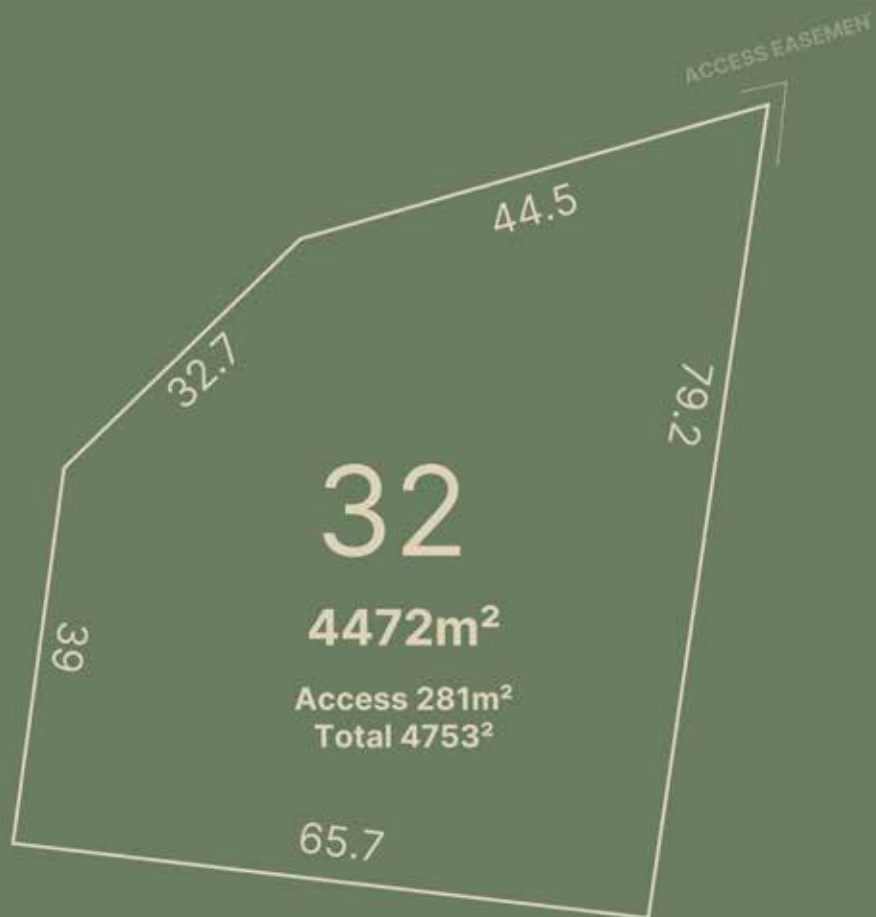 ACCESS EASEMEN
44.5
32.7
79.2
32
4472m²
39
Access 281m²
Total 4753²
65.7